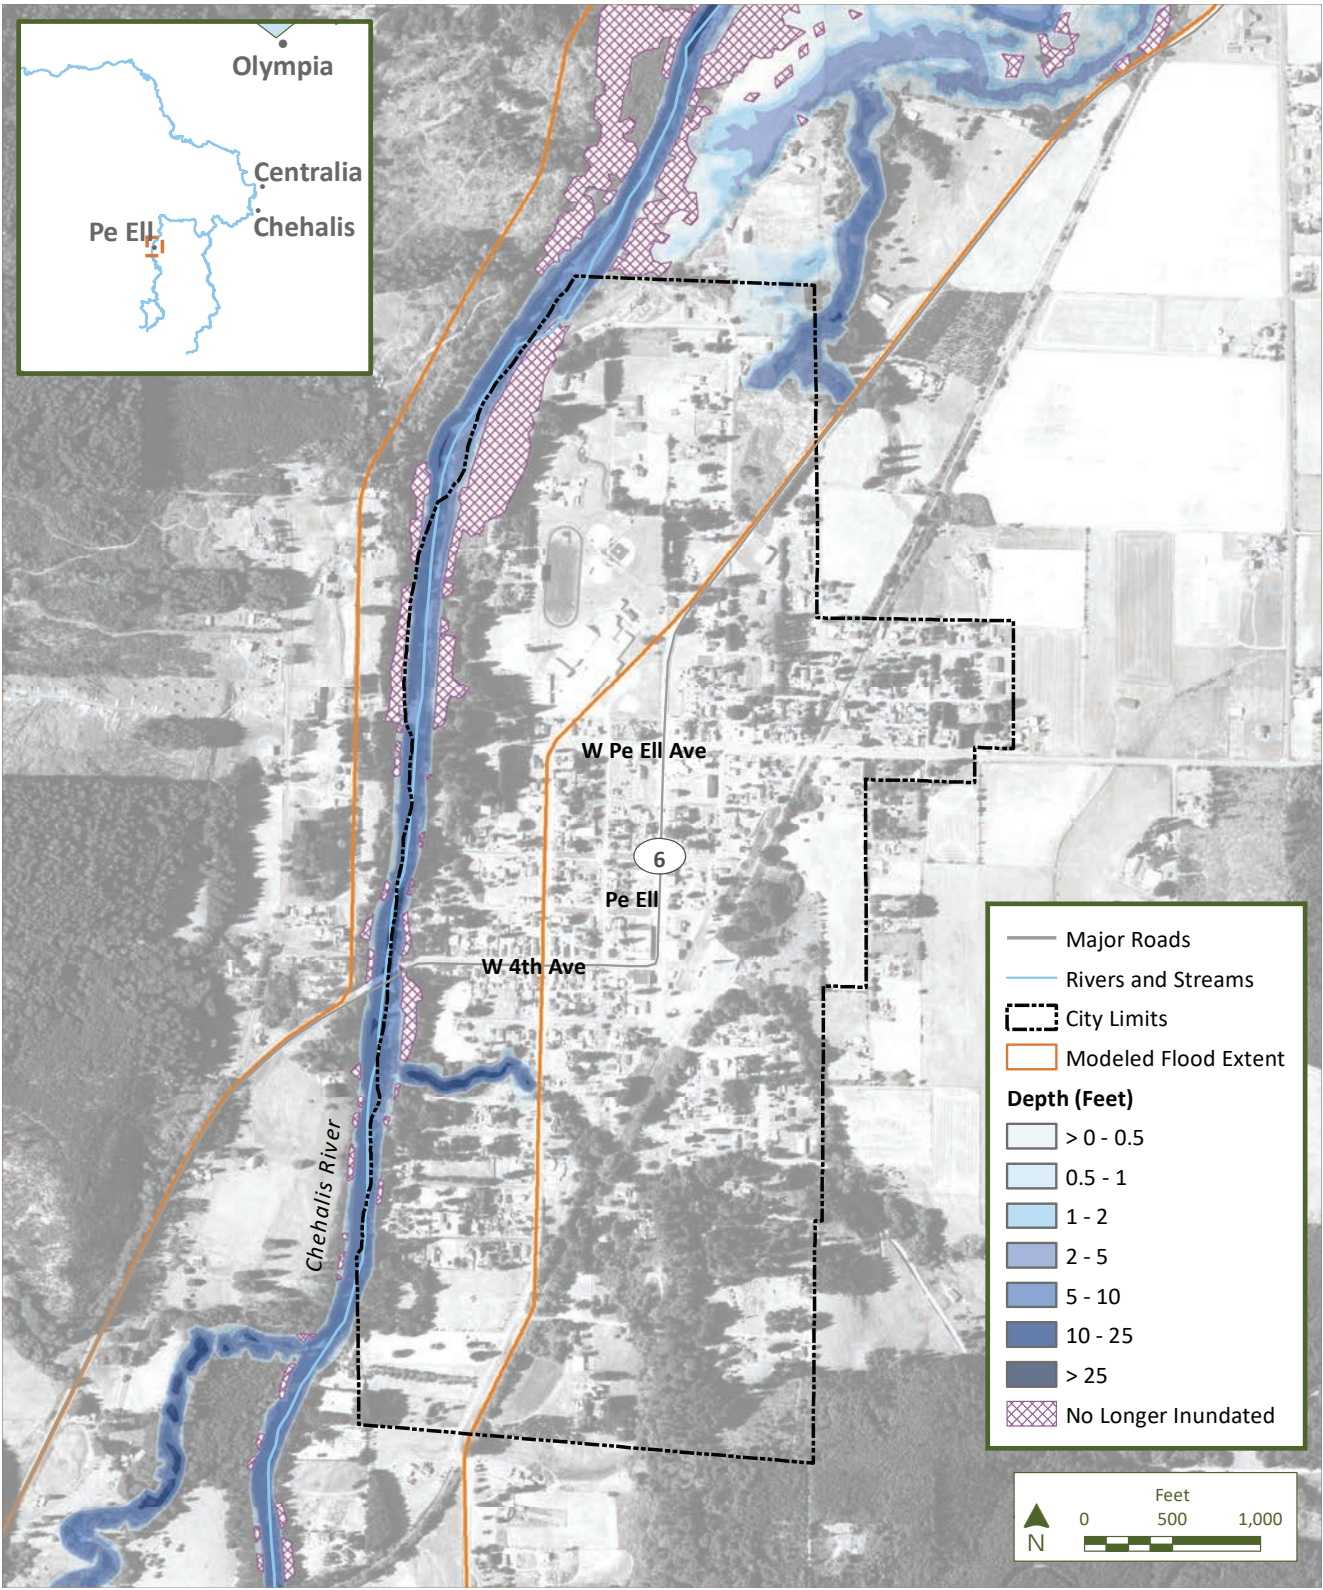 Olympia
Centralia
Chehalis
Pe Ell
W Pe Ell Ave
6
Pe Ell
W 4th Ave
Chehalis River
Major Roads
Rivers and Streams
City Limits
Modeled Flood Extent
Depth (Feet)
> 0 - 0.5
0.5 - 1
1 - 2
2 - 5
5 - 10
10 - 25
> 25
No Longer Inundated
Feet
0 500 1,000
N